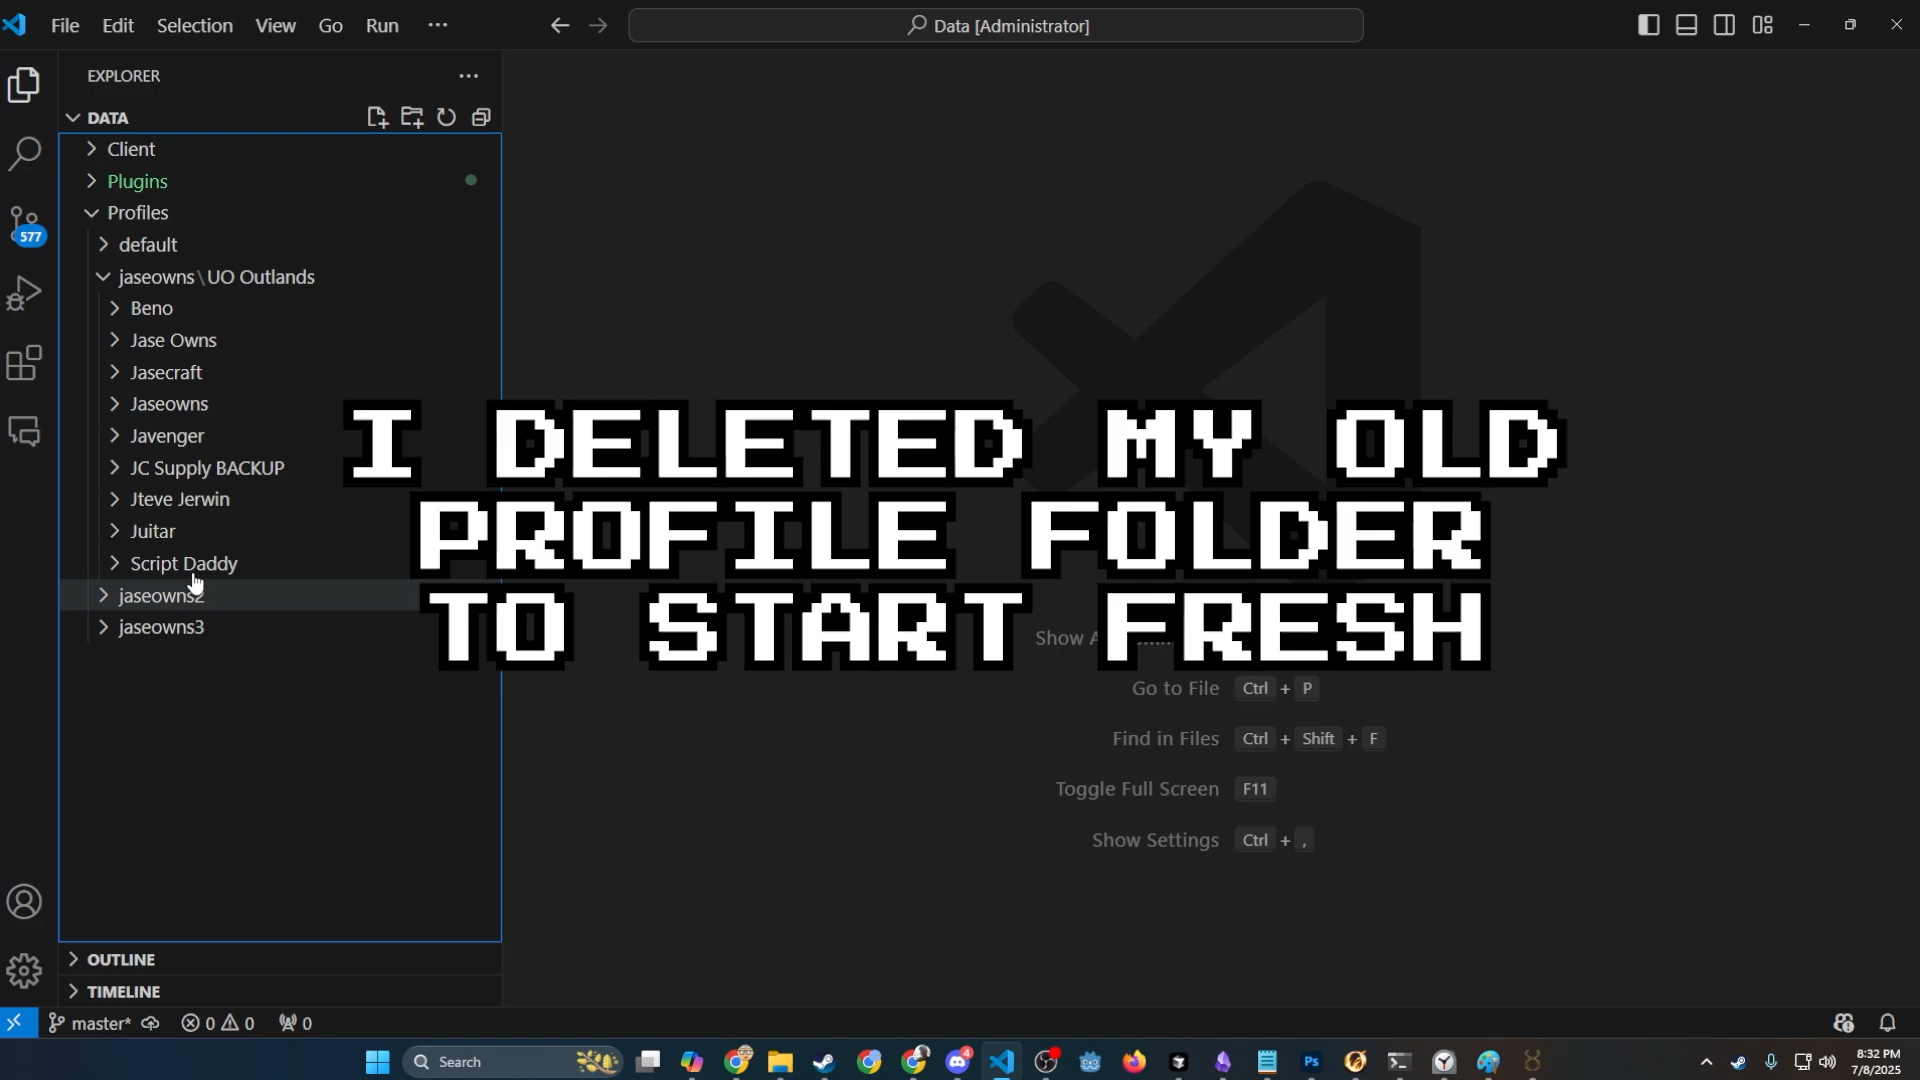 File Edit Selection View Go Run ···
Data [Administrator]
EXPLORER
DATA
Client
Plugins
Profiles
577
default
jaseowns\UO Outlands
Beno
Jase Owns
Jasecraft
Jaseowns
Javenger
JC Supply BACKUP
Jteve Jerwin
Juitar
Script Daddy
jaseowns2
jaseowns3
I DELETED MY OLD
PROFILE FOLDER
TO START FRESH
Go to File Ctrl + P
Find in Files Ctrl + Shift + F
Toggle Full Screen F11
Show Settings Ctrl + ,
OUTLINE
TIMELINE
master* 0 0 0
Search
4
Ps
8:32 PM
7/8/2025